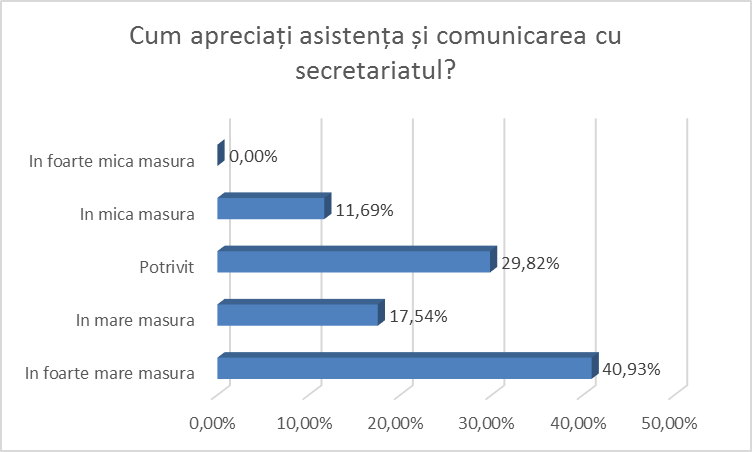 Cum apreciați asistența și comunicarea cu
secretariatul?
In foarte mica masura 0,00%
In mica masura 11,69%
Potrivit 29,82%
In mare masura 17,54%
In foarte mare masura 40,93%
0,00% 10,00% 20,00% 30,00% 40,00% 50,00%